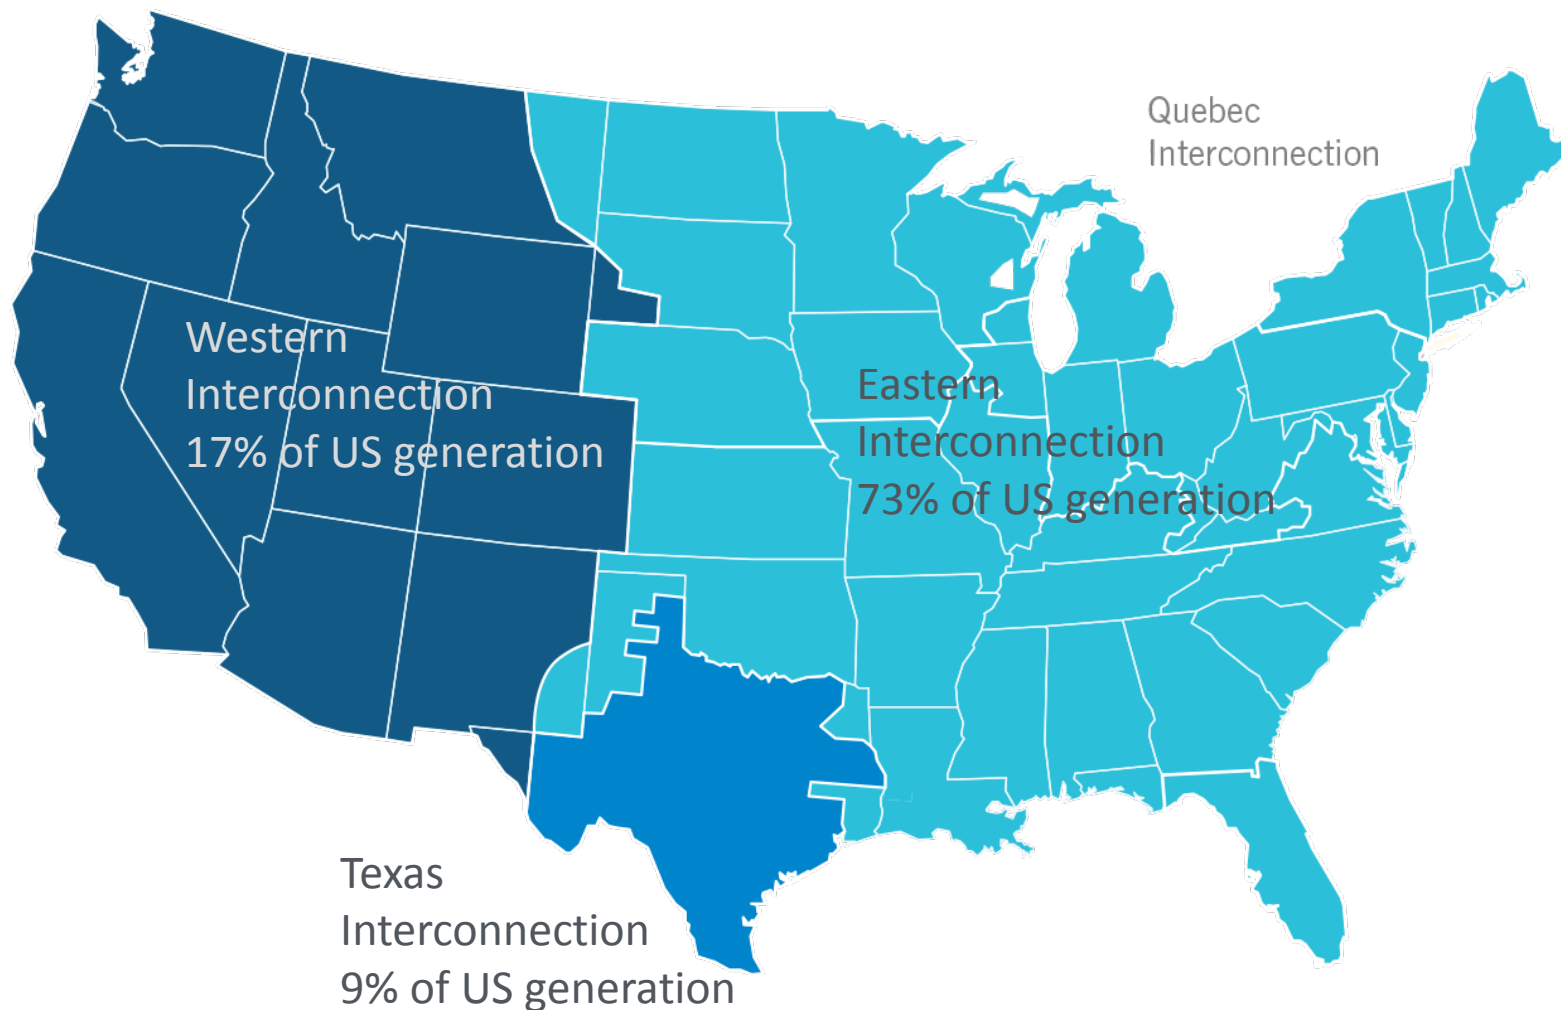 Quebec
Interconnection
Western
Interconnection
17% of US generation
Eastern
Interconnection
73% of US generation
Texas
Interconnection
9% of US generation